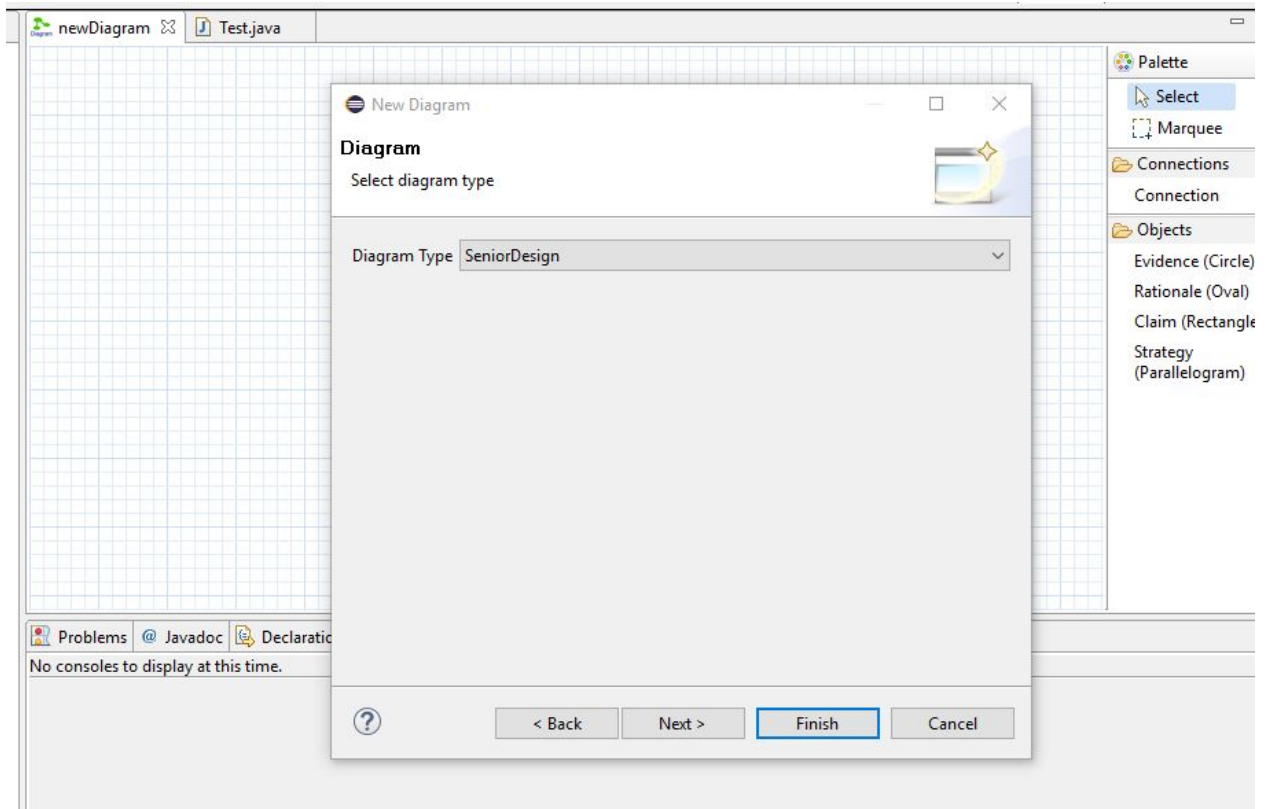 newDiagram
Test.java
Palette
Select
Marquee
Connections
Connection
Objects
Evidence (Circle)
Rationale (Oval)
Claim (Rectangle
Strategy
(Parallelogram)
New Diagram
Diagram
Select diagram type
Diagram Type SeniorDesign
< Back Next > Finish Cancel
Problems @ Javadoc Declaratic
No consoles to display at this time.